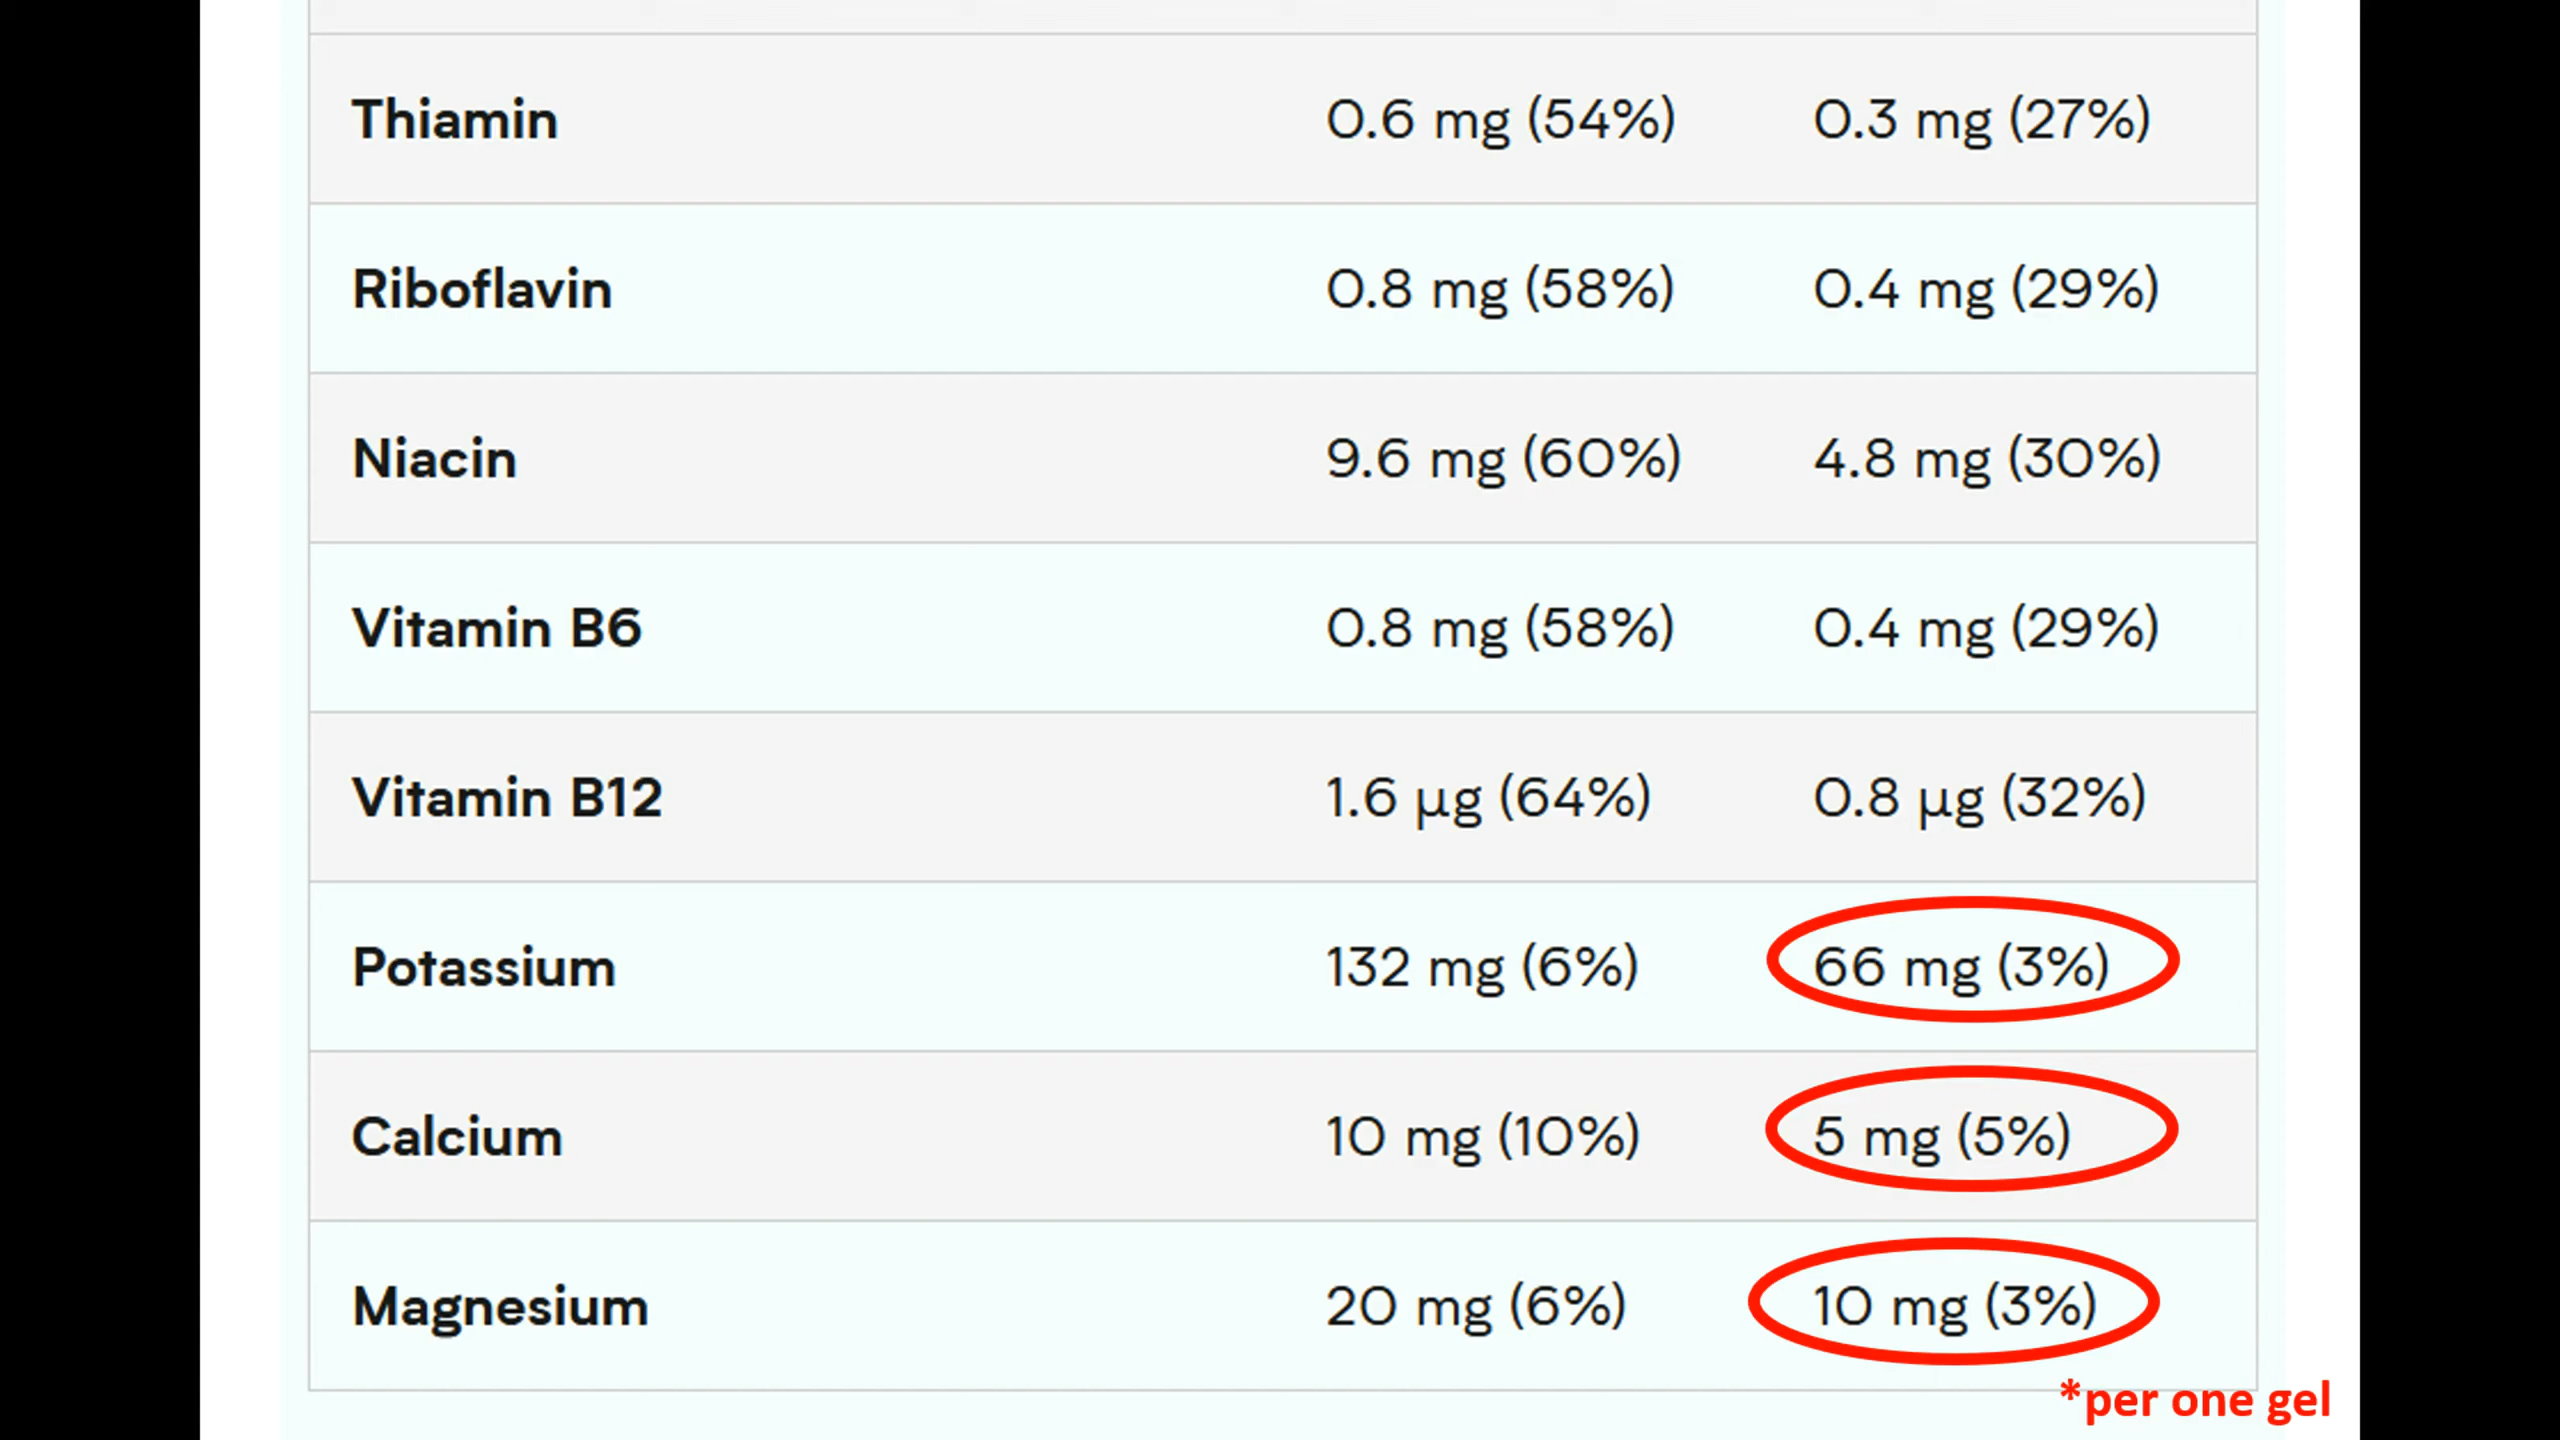 Thiamin 0.6 mg (54%) 0.3 mg (27%)
Riboflavin 0.8 mg (58%) 0.4 mg (29%)
Niacin 9.6 mg (60%) 4.8 mg (30%)
Vitamin B6 0.8 mg (58%) 0.4 mg (29%)
Vitamin B12 1.6 µg (64%) 0.8 µg (32%)
Potassium 132 mg (6%) 66 mg (3%)
Calcium 10 mg (10%) 5 mg (5%)
Magnesium 20 mg (6%) 10 mg (3%)
*per one gel